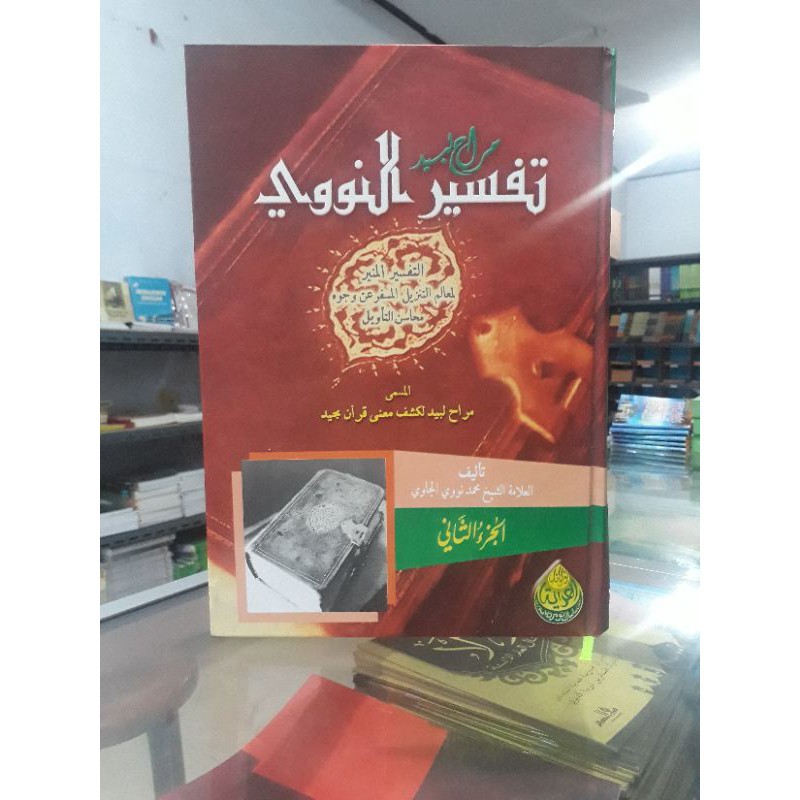 مراح لبيد
تفسير النووي
التفسير المنير
لمعالم التنزيل المسفر عن وجوه
محاسن التأويل
المسمى
مراح لبيد لكشف معنى قرآن مجيد
تأليف
العلامة الشيخ محمد نووي الجاوي
الجزء الثاني